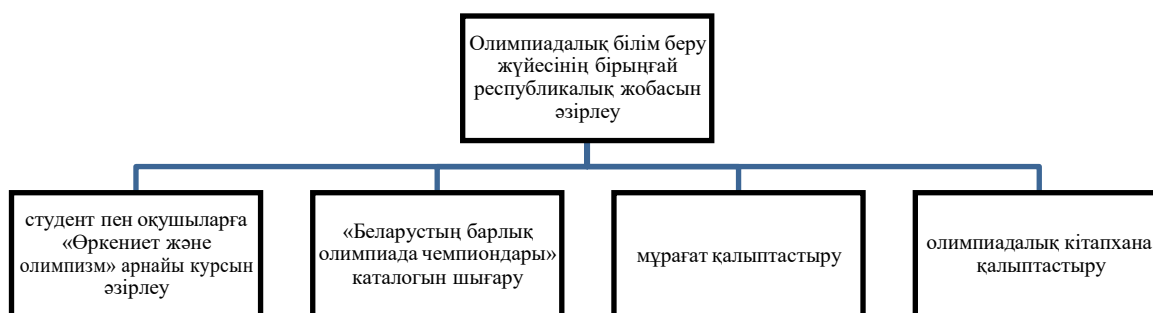 Олимпиадалық білім беру
жүйесінің бірыңғай
республикалық жобасын
әзірлеу
студент пен оқушыларға
«Өркениет және
олимпизм» арнайы курсын
әзірлеу
«Беларустың барлық
олимпиада чемпиондары»
каталогын шығару
мұрағат қалыптастыру
олимпиадалық кітапхана
қалыптастыру